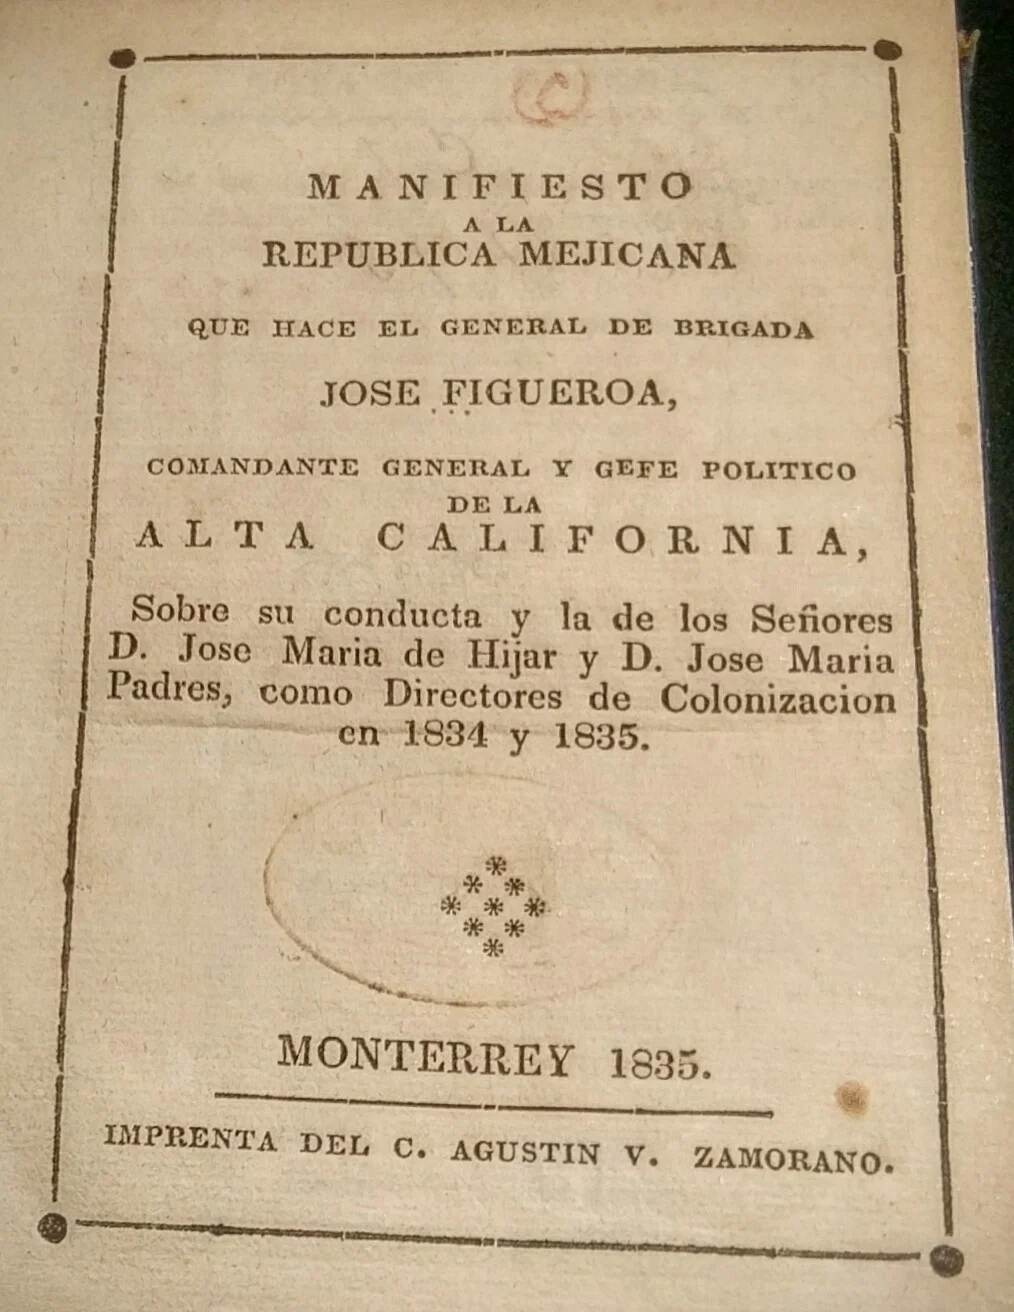 C
MANIFIESTO
A LA
REPUBLICA MEJICANA
QUE HACE EL GENERAL DE BRIGADA
JOSE FIGUEROA,
COMANDANTE GENERAL Y GEFE POLITICO
DE LA
ALTA CALIFORNIA,
Sobre su conducta y la de los Señores
D. Jose Maria de Hijar y D. Jose Maria
Padres, como Directores de Colonizacion
en 1834 y 1835.
MONTERREY 1835.
IMPRENTA DEL C. AGUSTIN V. ZAMORANO.